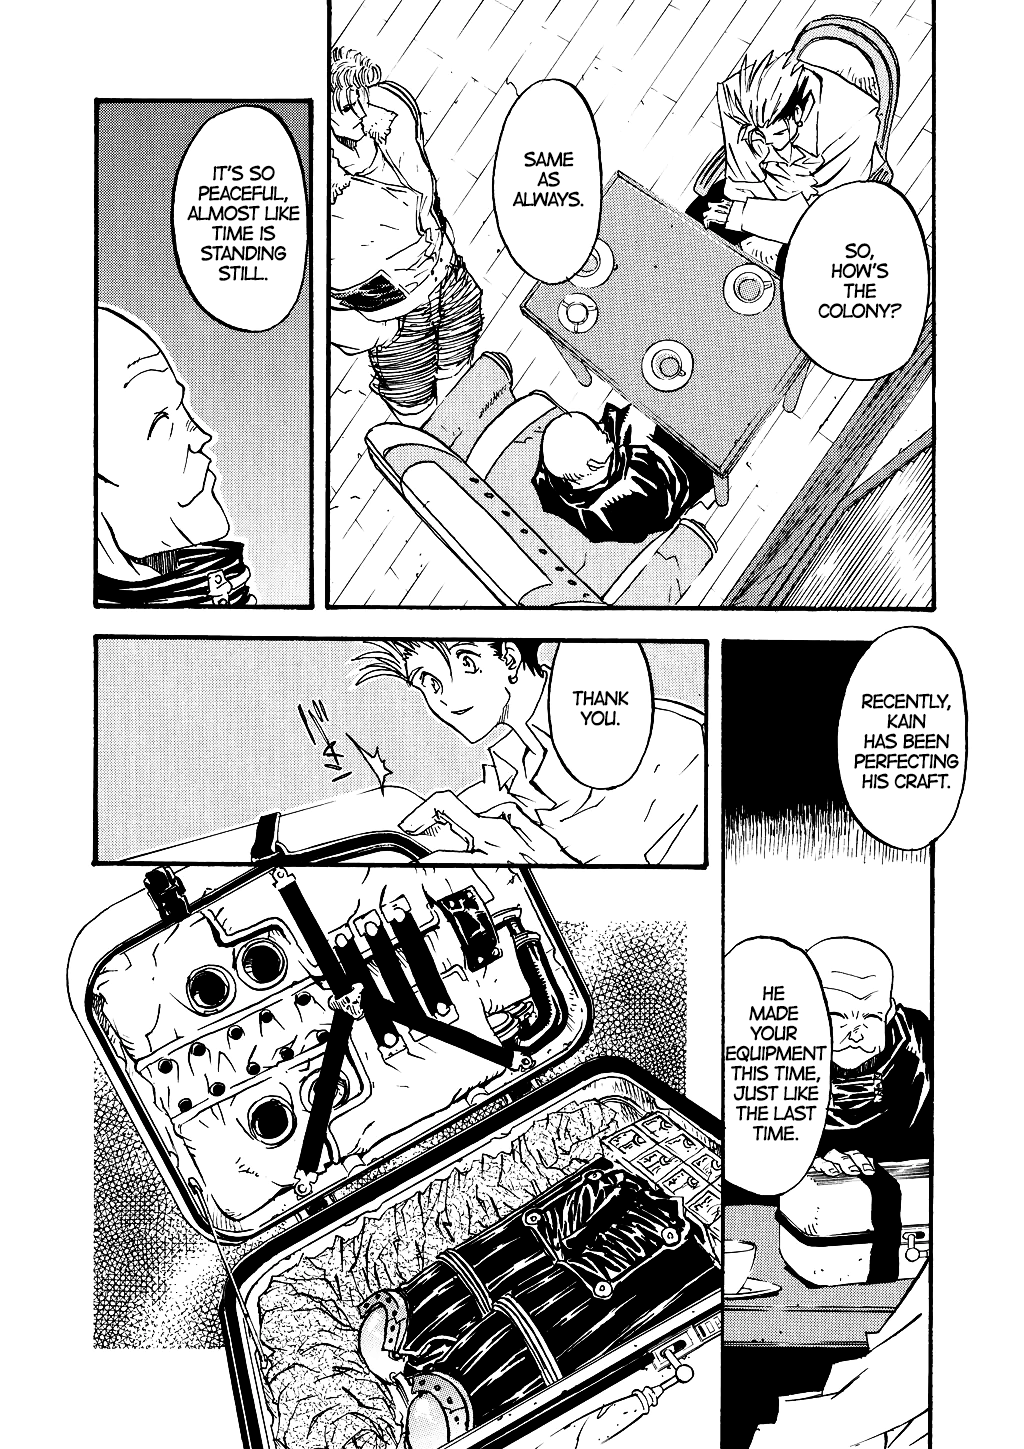 SO,
HOW'S
THE
COLONY?
SAME
AS
ALWAYS.
IT'S SO
PEACEFUL,
ALMOST LIKE
TIME IS
STANDING
STILL.
RECENTLY,
KAIN
HAS BEEN
PERFECTING
HIS CRAFT.
HE
MADE
YOUR
EQUIPMENT
THIS TIME,
JUST LIKE
THE LAST
TIME.
THANK
YOU.